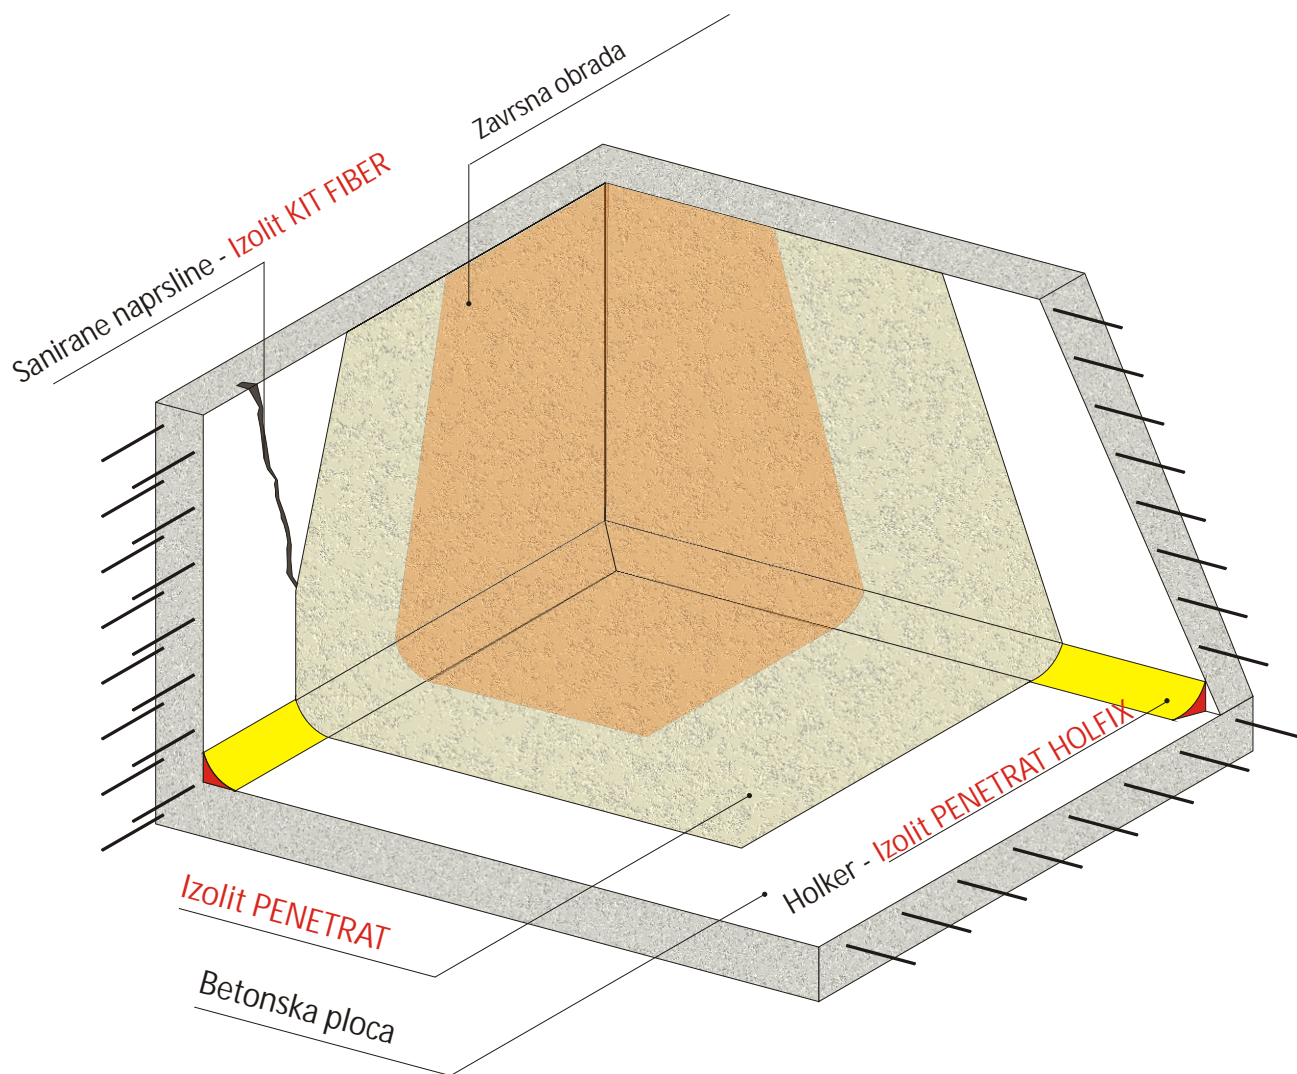 Zavrsna obrada
Sanirane naprsline - Izolit KIT FIBER
Holker - Izolit PENETRAT HOLFIX
Izolit PENETRAT
Betonska ploca